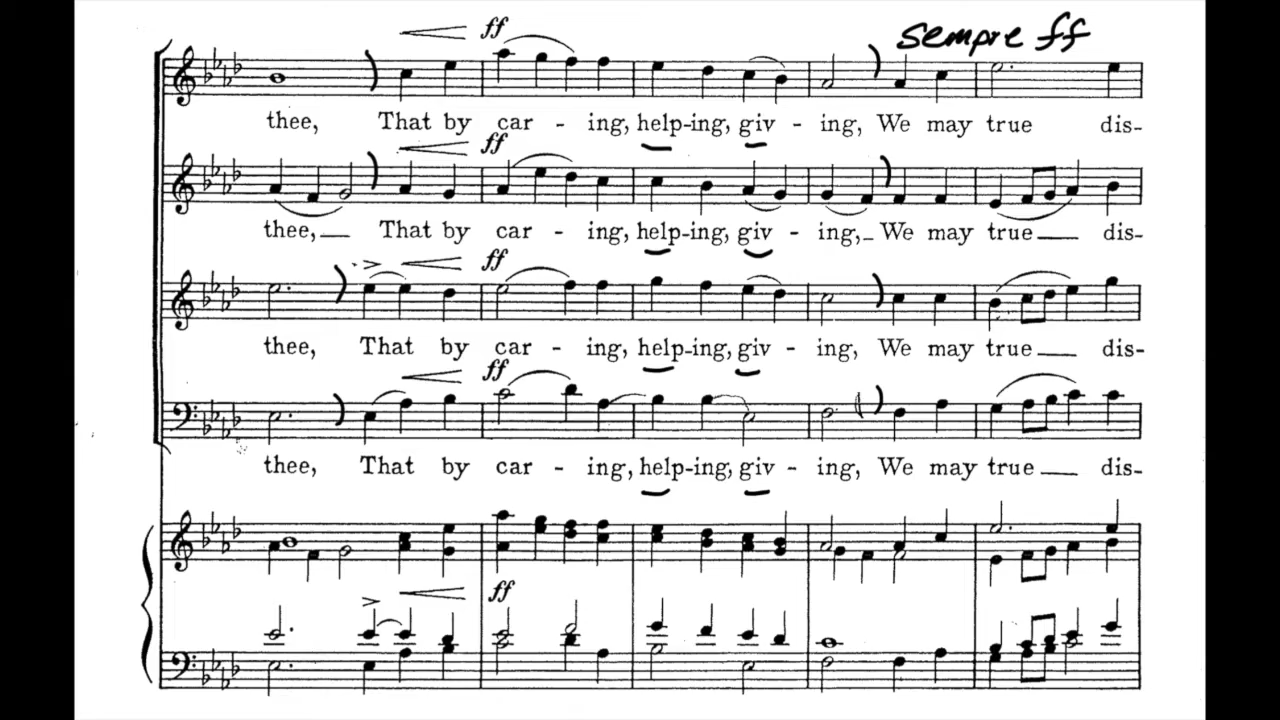 sempre ff
ff
thee, That by car - ing, help-ing, giv - ing, We may true dis-
ff
thee, That by car - ing, help-ing, giv - ing, We may true dis-
ff
thee, That by car - ing, help-ing, giv - ing, We may true dis-
ff
thee, That by car - ing, help-ing, giv - ing, We may true dis-
ff